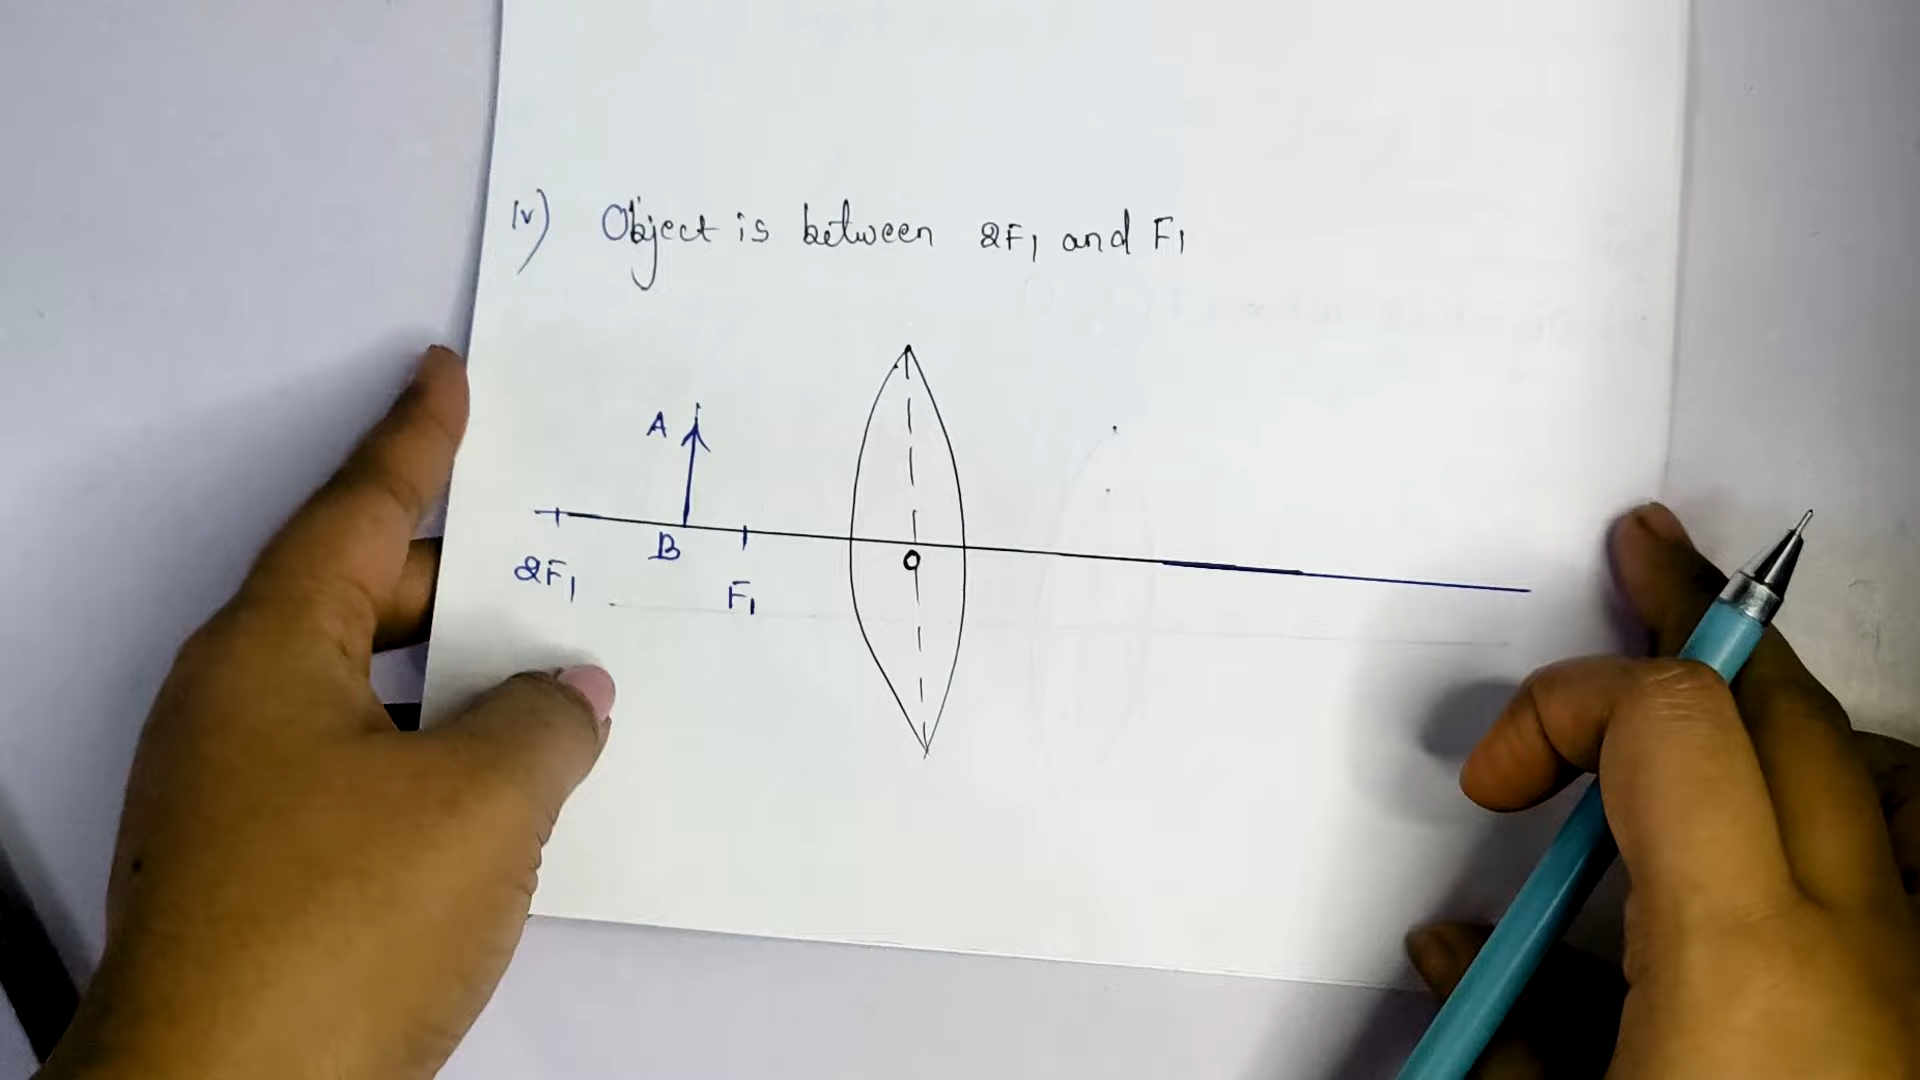 iv) Object is between 2F1 and F1
A
B
2F1
F1
O